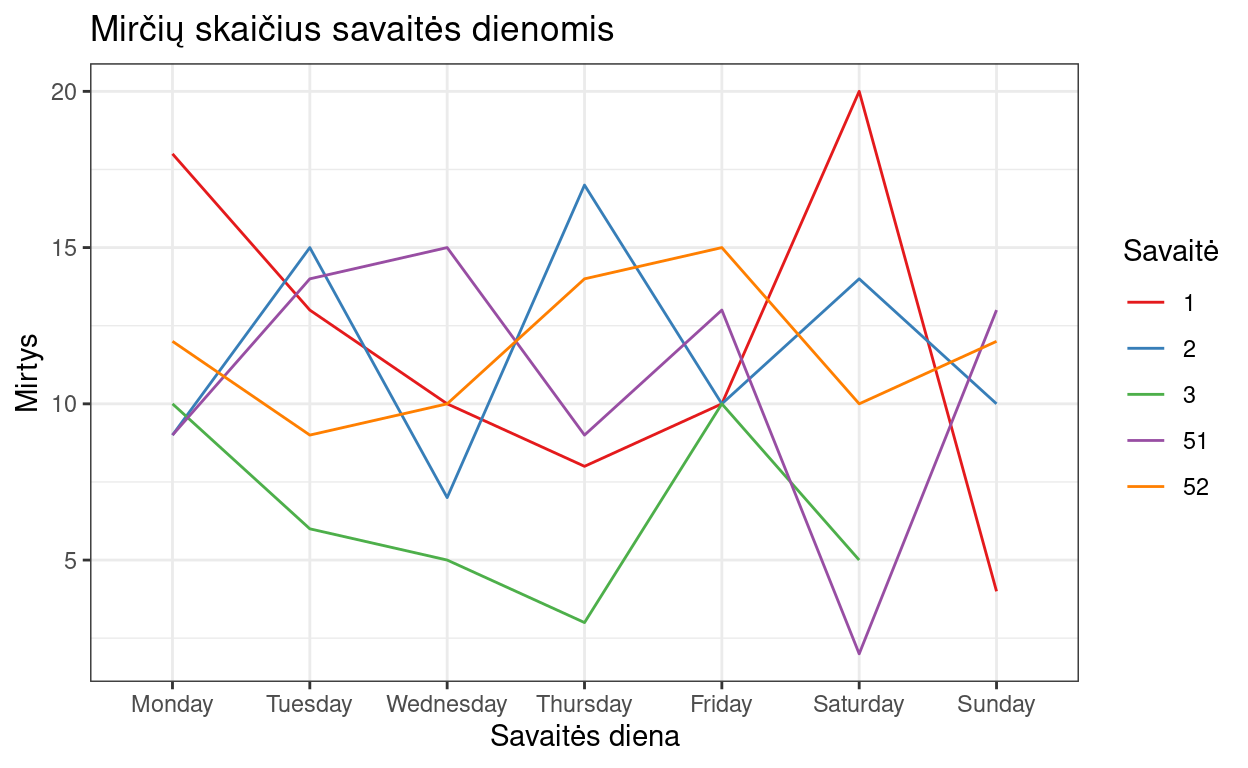 Mirčių skaičius savaitės dienomis
Mirtys
20
15
10
5
Monday Tuesday Wednesday Thursday Friday Saturday Sunday
Savaitės diena
Savaitė
1
2
3
51
52